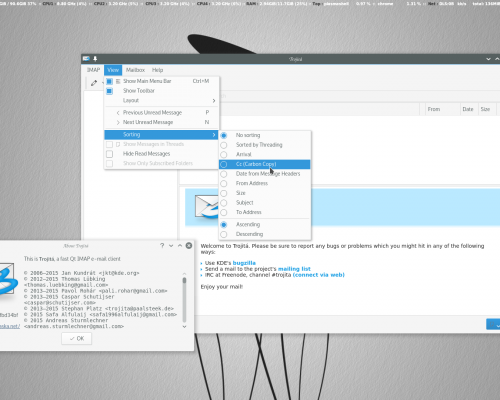 Trojitá
IMAP View Mailbox Help
Show Main Menu Bar Ctrl+M
Show Toolbar
Layout
Previous Unread Message P
Next Unread Message N
Sorting
Show Messages in Threads
Hide Read Messages
Show Only Subscribed Folders
No sorting
Sorted by Threading
Arrival
Cc (Carbon Copy)
Date from Message Headers
From Address
Size
Subject
To Address
Ascending
Descending
From Date Size
Welcome to Trojitá. Please be sure to report any bugs or problems which you might hit in any of the following
ways:
Use KDE's bugzilla
Send a mail to the project's mailing list
IRC at Freenode, channel #trojita (connect via web)
Enjoy your mail!
About Trojitá
This is Trojitá, a fast Qt IMAP e-mail client
© 2006–2015 Jan Kundrát <jkt@kde.org>
© 2012–2015 Thomas Lübking
<thomas.luebking@gmail.com>
© 2013–2015 Pavol Rohár <pali.rohar@gmail.com>
© 2013–2015 Caspar Schutijser
<caspar@schutijser.com>
© 2013–2015 Stephan Platz <trojita@paalsteek.de>
© 2015 Andreas Sturmlechner
<andreas.sturmlechner@gmail.com>
OK